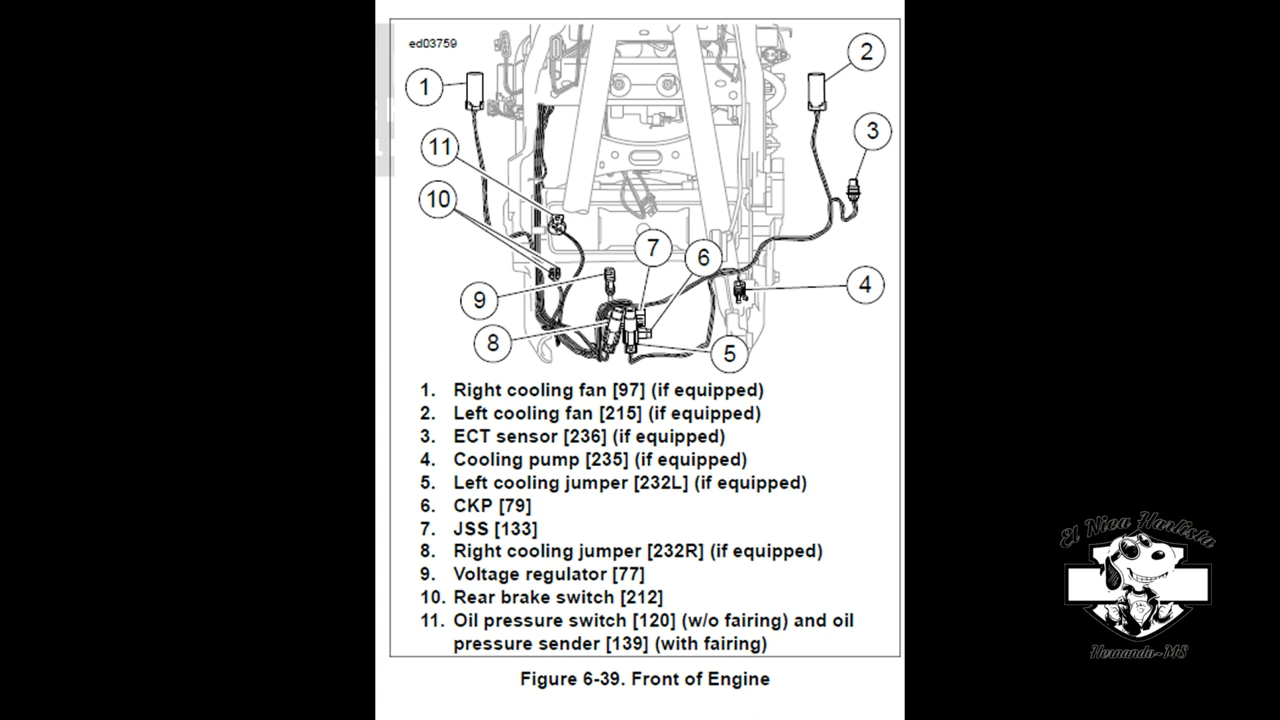 ed03759
1
2
3
11
10
7
6
9
4
8
5
1. Right cooling fan [97] (if equipped)
2. Left cooling fan [215] (if equipped)
3. ECT sensor [236] (if equipped)
4. Cooling pump [235] (if equipped)
5. Left cooling jumper [232L] (if equipped)
6. CKP [79]
7. JSS [133]
8. Right cooling jumper [232R] (if equipped)
9. Voltage regulator [77]
10. Rear brake switch [212]
11. Oil pressure switch [120] (w/o fairing) and oil
pressure sender [139] (with fairing)
Figure 6-39. Front of Engine
El Nica Harlista
Hernando-MS